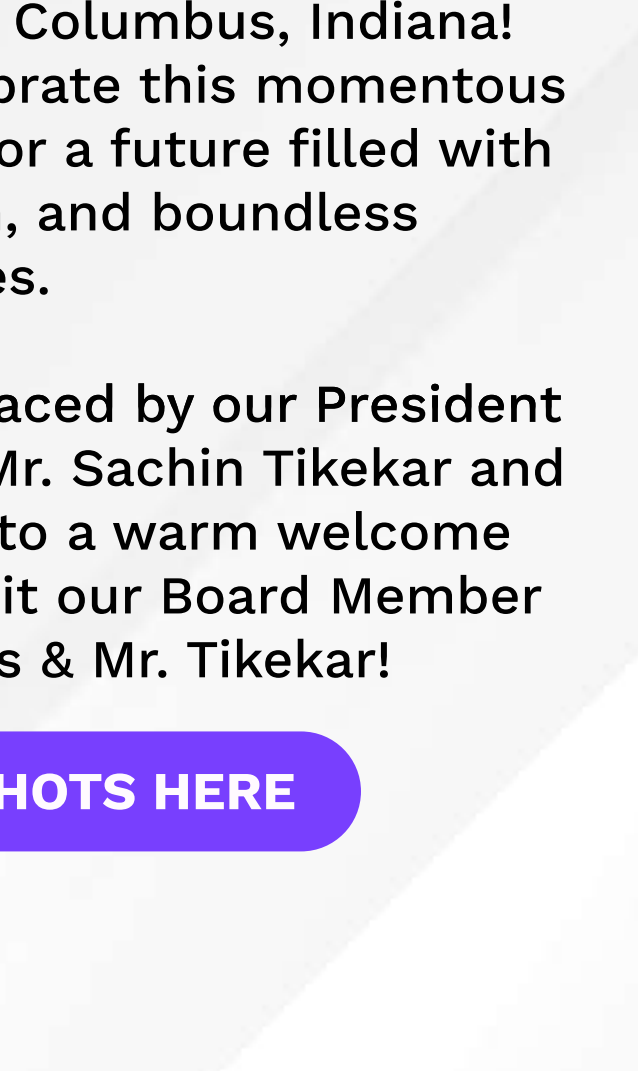 Columbus, Indiana!
brate this momentous
or a future filled with
, and boundless
es.
aced by our President
Mr. Sachin Tikekar and
to a warm welcome
it our Board Member
s & Mr. Tikekar!
HOTS HERE